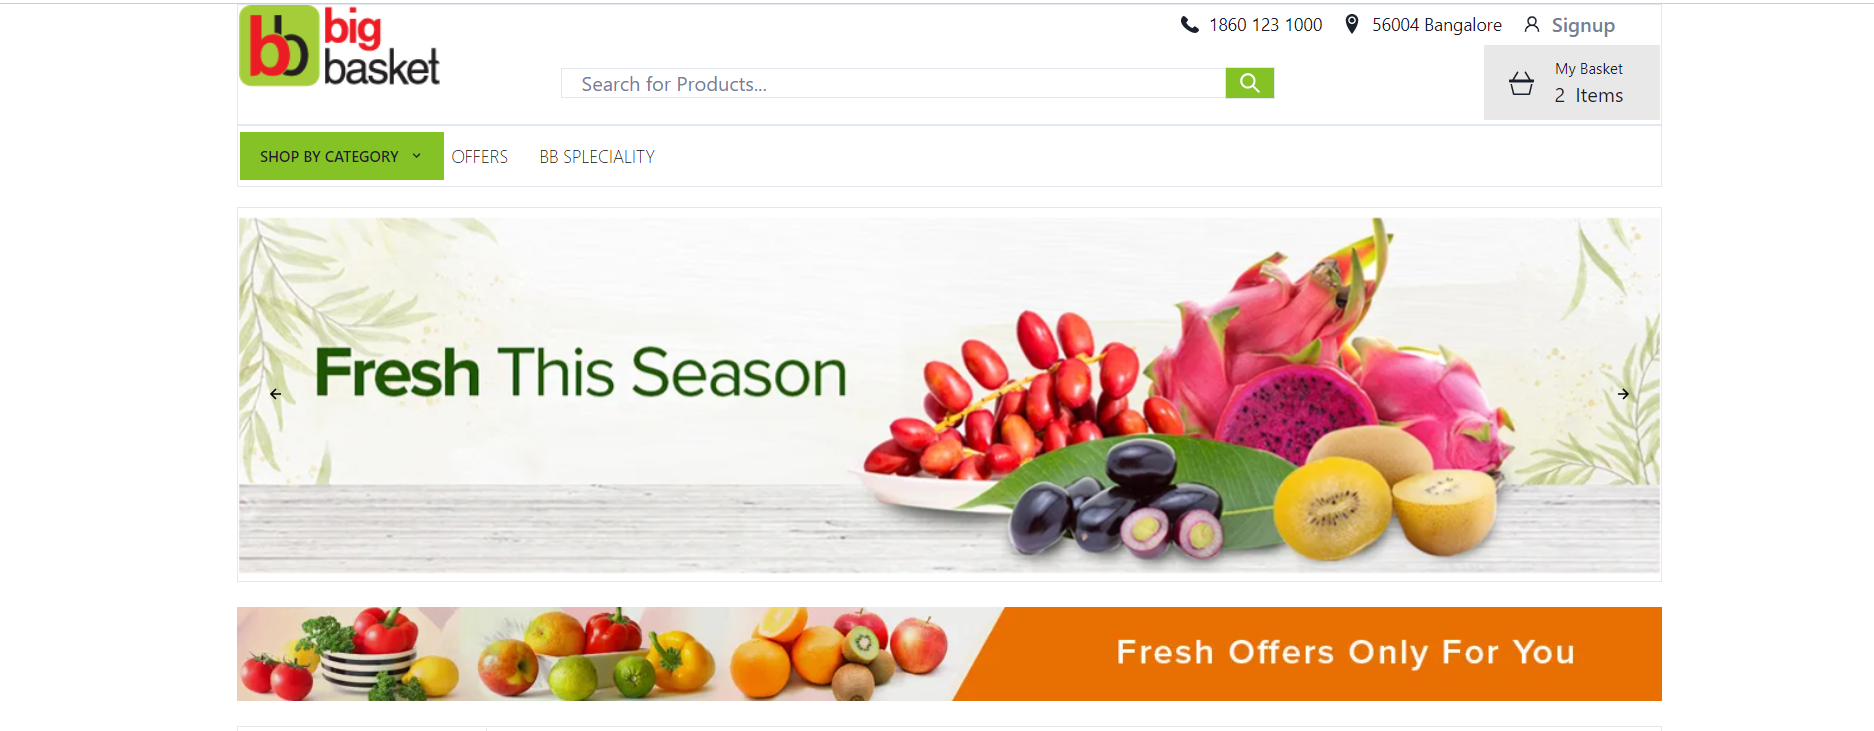 bb big
basket
1860 123 1000 56004 Bangalore Signup
Search for Products...
My Basket
2 Items
SHOP BY CATEGORY OFFERS BB SPLECIALITY
Fresh This Season
Fresh Offers Only For You